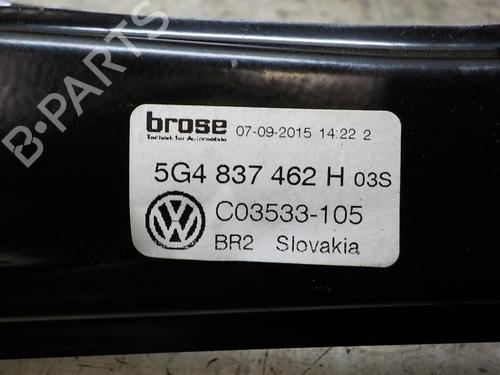 brose 07-09-2015 14:22 2
Technik für Automobile
5G4 837 462 H 03S
C03533-105
BR2 Slovakia
B-PARTS